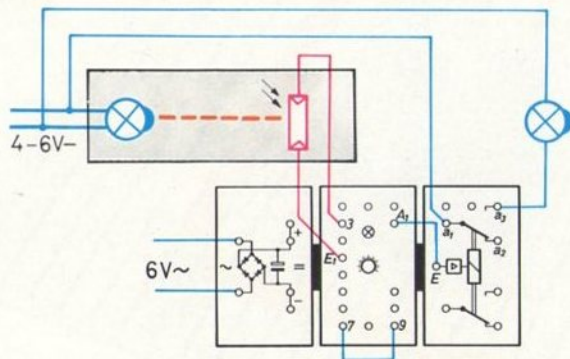 4-6V-
3
A₁
a₁
a₃
a₂
+
E₁
E
6V~
~
=
-
7
9